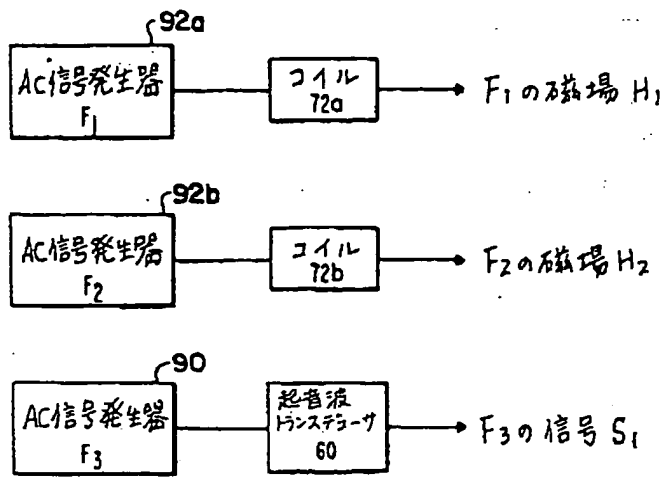 92a
AC信号発生器
F1
コイル
72a
F1の磁場 H1
92b
AC信号発生器
F2
コイル
72b
F2の磁場 H2
90
AC信号発生器
F3
起音波
トランスデューサ
60
F3の信号 S1